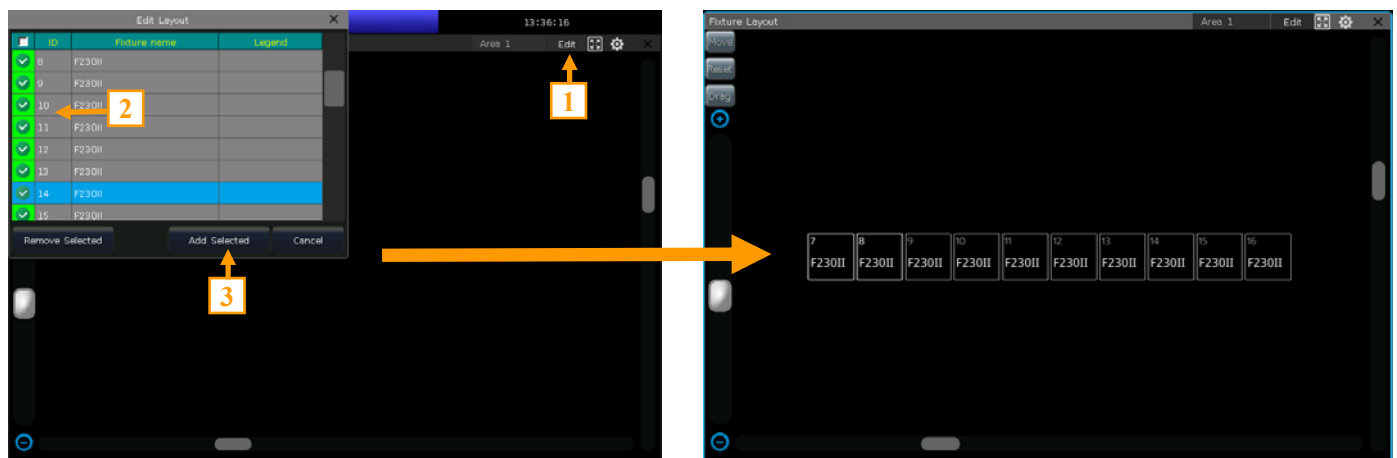 Edit Layout
13:36:16
ID Fixture name Legend
Area 1 Edit
8 F230II
9 F230II
10 F230II
11 F230II
12 F230II
13 F230II
14 F230II
15 F230II
1
2
Remove Selected Add Selected Cancel
3
Fixture Layout Area 1 Edit
Move
Reset
Drag
7 8 9 10 11 12 13 14 15 16
F230II F230II F230II F230II F230II F230II F230II F230II F230II F230II